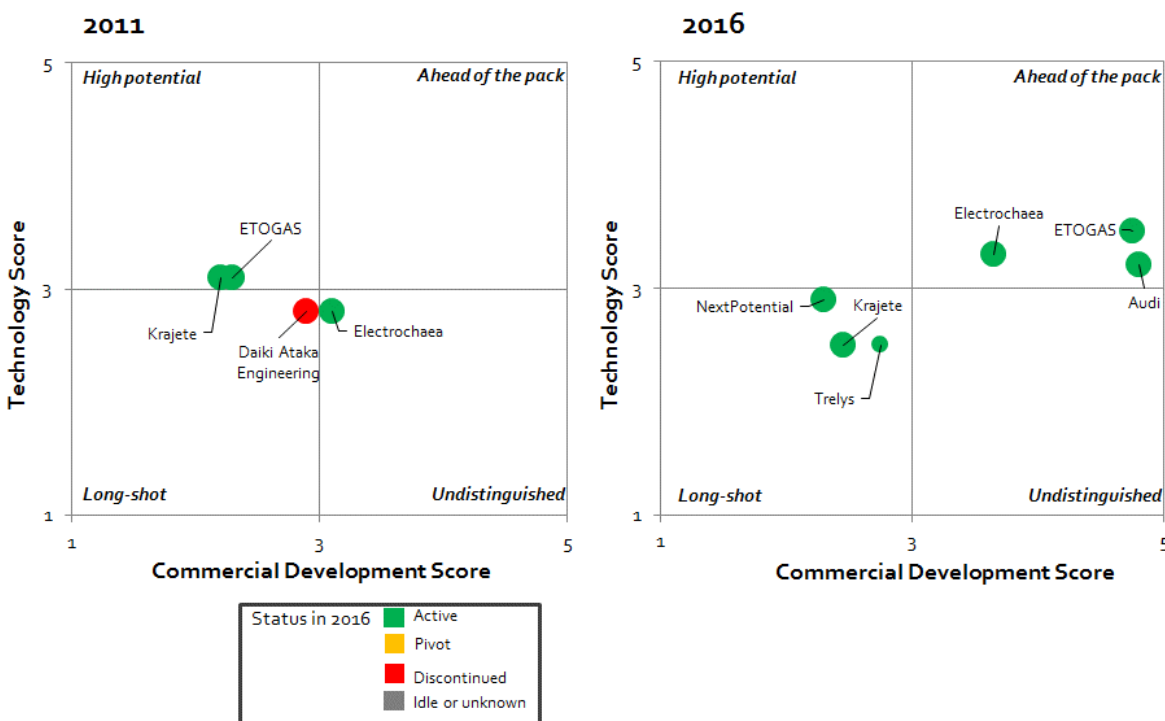 2011
5
High potential
Ahead of the pack
ETOGAS
Technology Score
3
Krajete
Daiki Ataka
Engineering
Electrochaea
Long-shot
Undistinguished
1
1
3
5
Commercial Development Score
2016
5
High potential
Ahead of the pack
Electrochaea
ETOGAS
Technology Score
3
NextPotential
Krajete
Audi
Trelys
Long-shot
Undistinguished
1
1
3
5
Commercial Development Score
Status in 2016
Active
Pivot
Discontinued
Idle or unknown